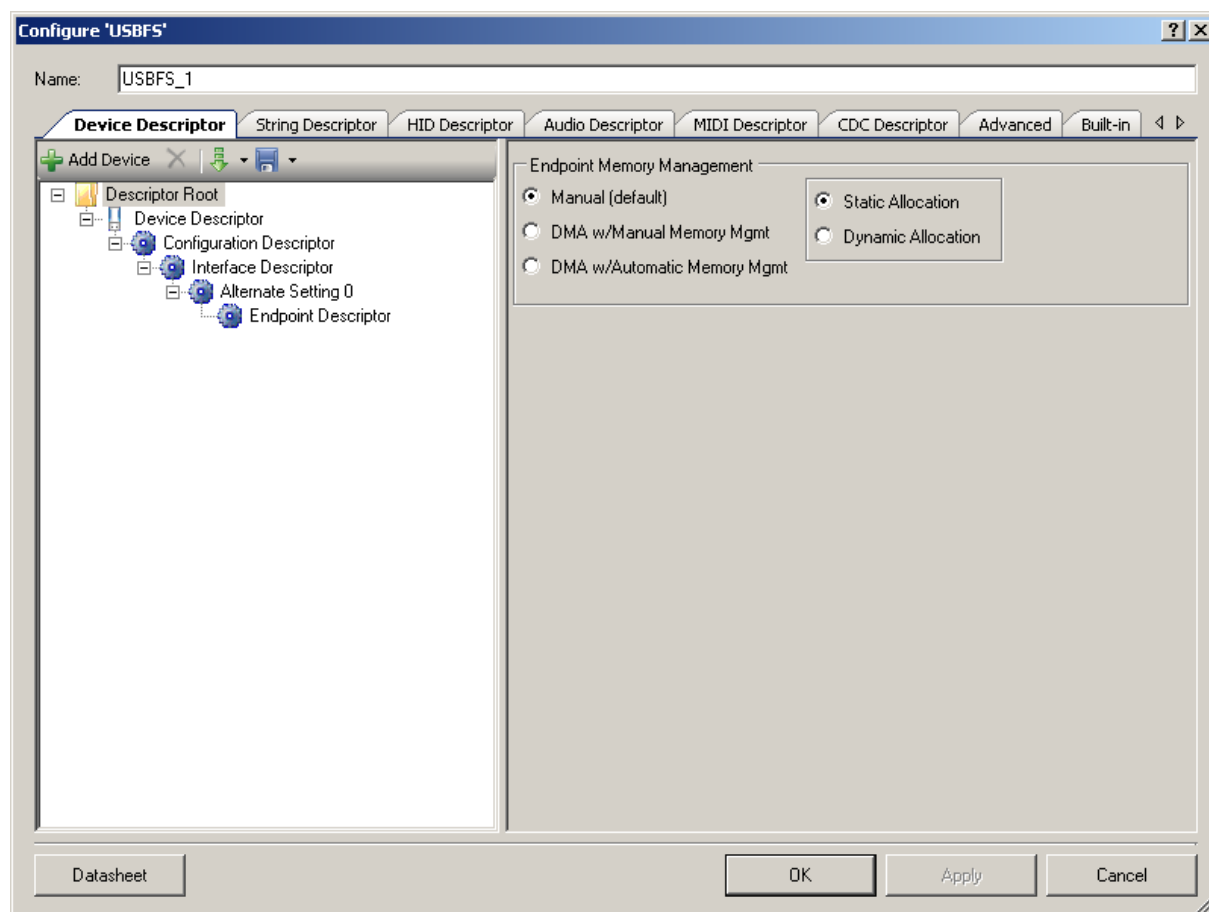 Configure 'USBFS'
Name: USBFS_1
Device Descriptor String Descriptor HID Descriptor Audio Descriptor MIDI Descriptor CDC Descriptor Advanced Built-in
Add Device
Descriptor Root
Device Descriptor
Configuration Descriptor
Interface Descriptor
Alternate Setting 0
Endpoint Descriptor
Endpoint Memory Management
Manual (default)
DMA w/Manual Memory Mgmt
DMA w/Automatic Memory Mgmt
Static Allocation
Dynamic Allocation
Datasheet OK Apply Cancel